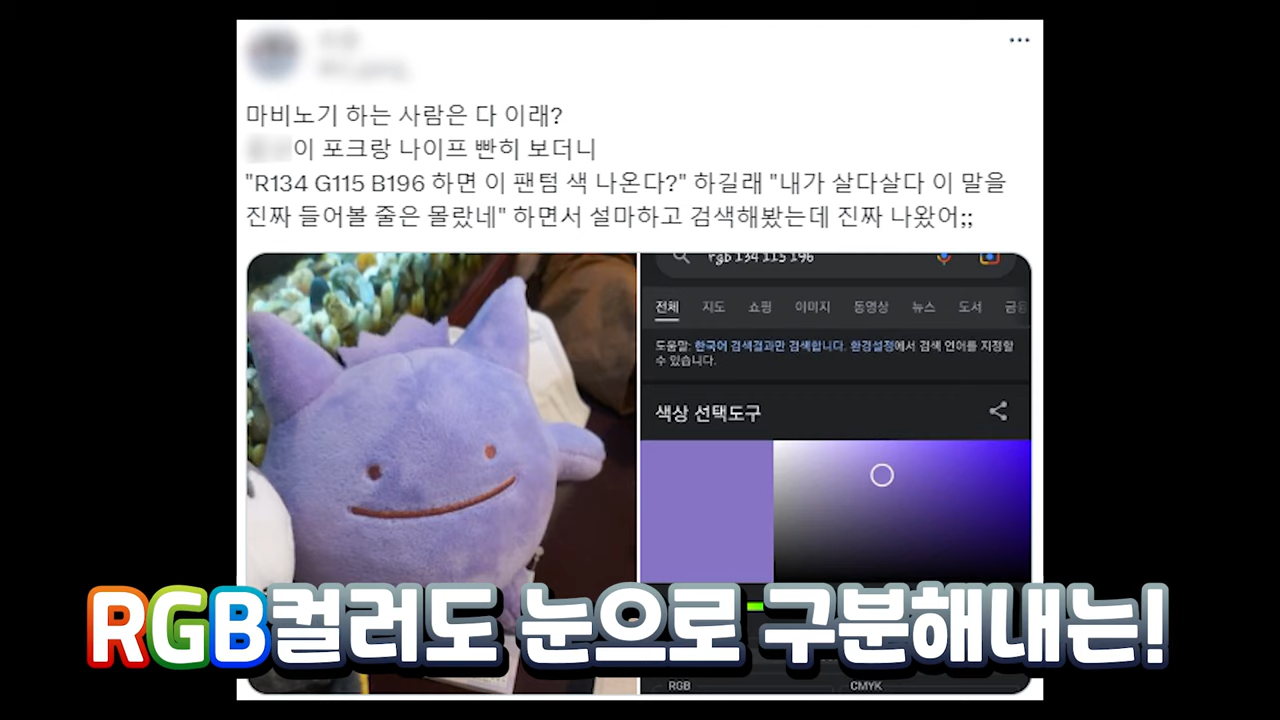 마비노기 하는 사람은 다 이래?
이 포크랑 나이프 빤히 보더니
"R134 G115 B196 하면 이 팬텀 색 나온다?" 하길래 "내가 살다살다 이 말을
진짜 들어볼 줄은 몰랐네" 하면서 설마하고 검색해봤는데 진짜 나왔어;;
rgb 134 115 196
전체 지도 쇼핑 이미지 동영상 뉴스 도서 금융
도움말: 한국어 검색결과만 검색합니다. 환경설정에서 검색 언어를 지정할
수 있습니다.
색상 선택도구
RGB컬러도 눈으로 구분해내는!
RGB CMYK